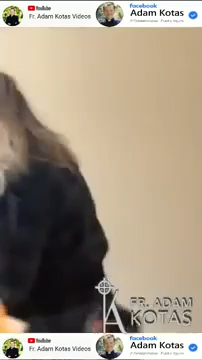 YouTube
Fr. Adam Kotas Videos
facebook
Adam Kotas
FR. ADAM
KOTAS
YouTube
Fr. Adam Kotas Videos
facebook
Adam Kotas